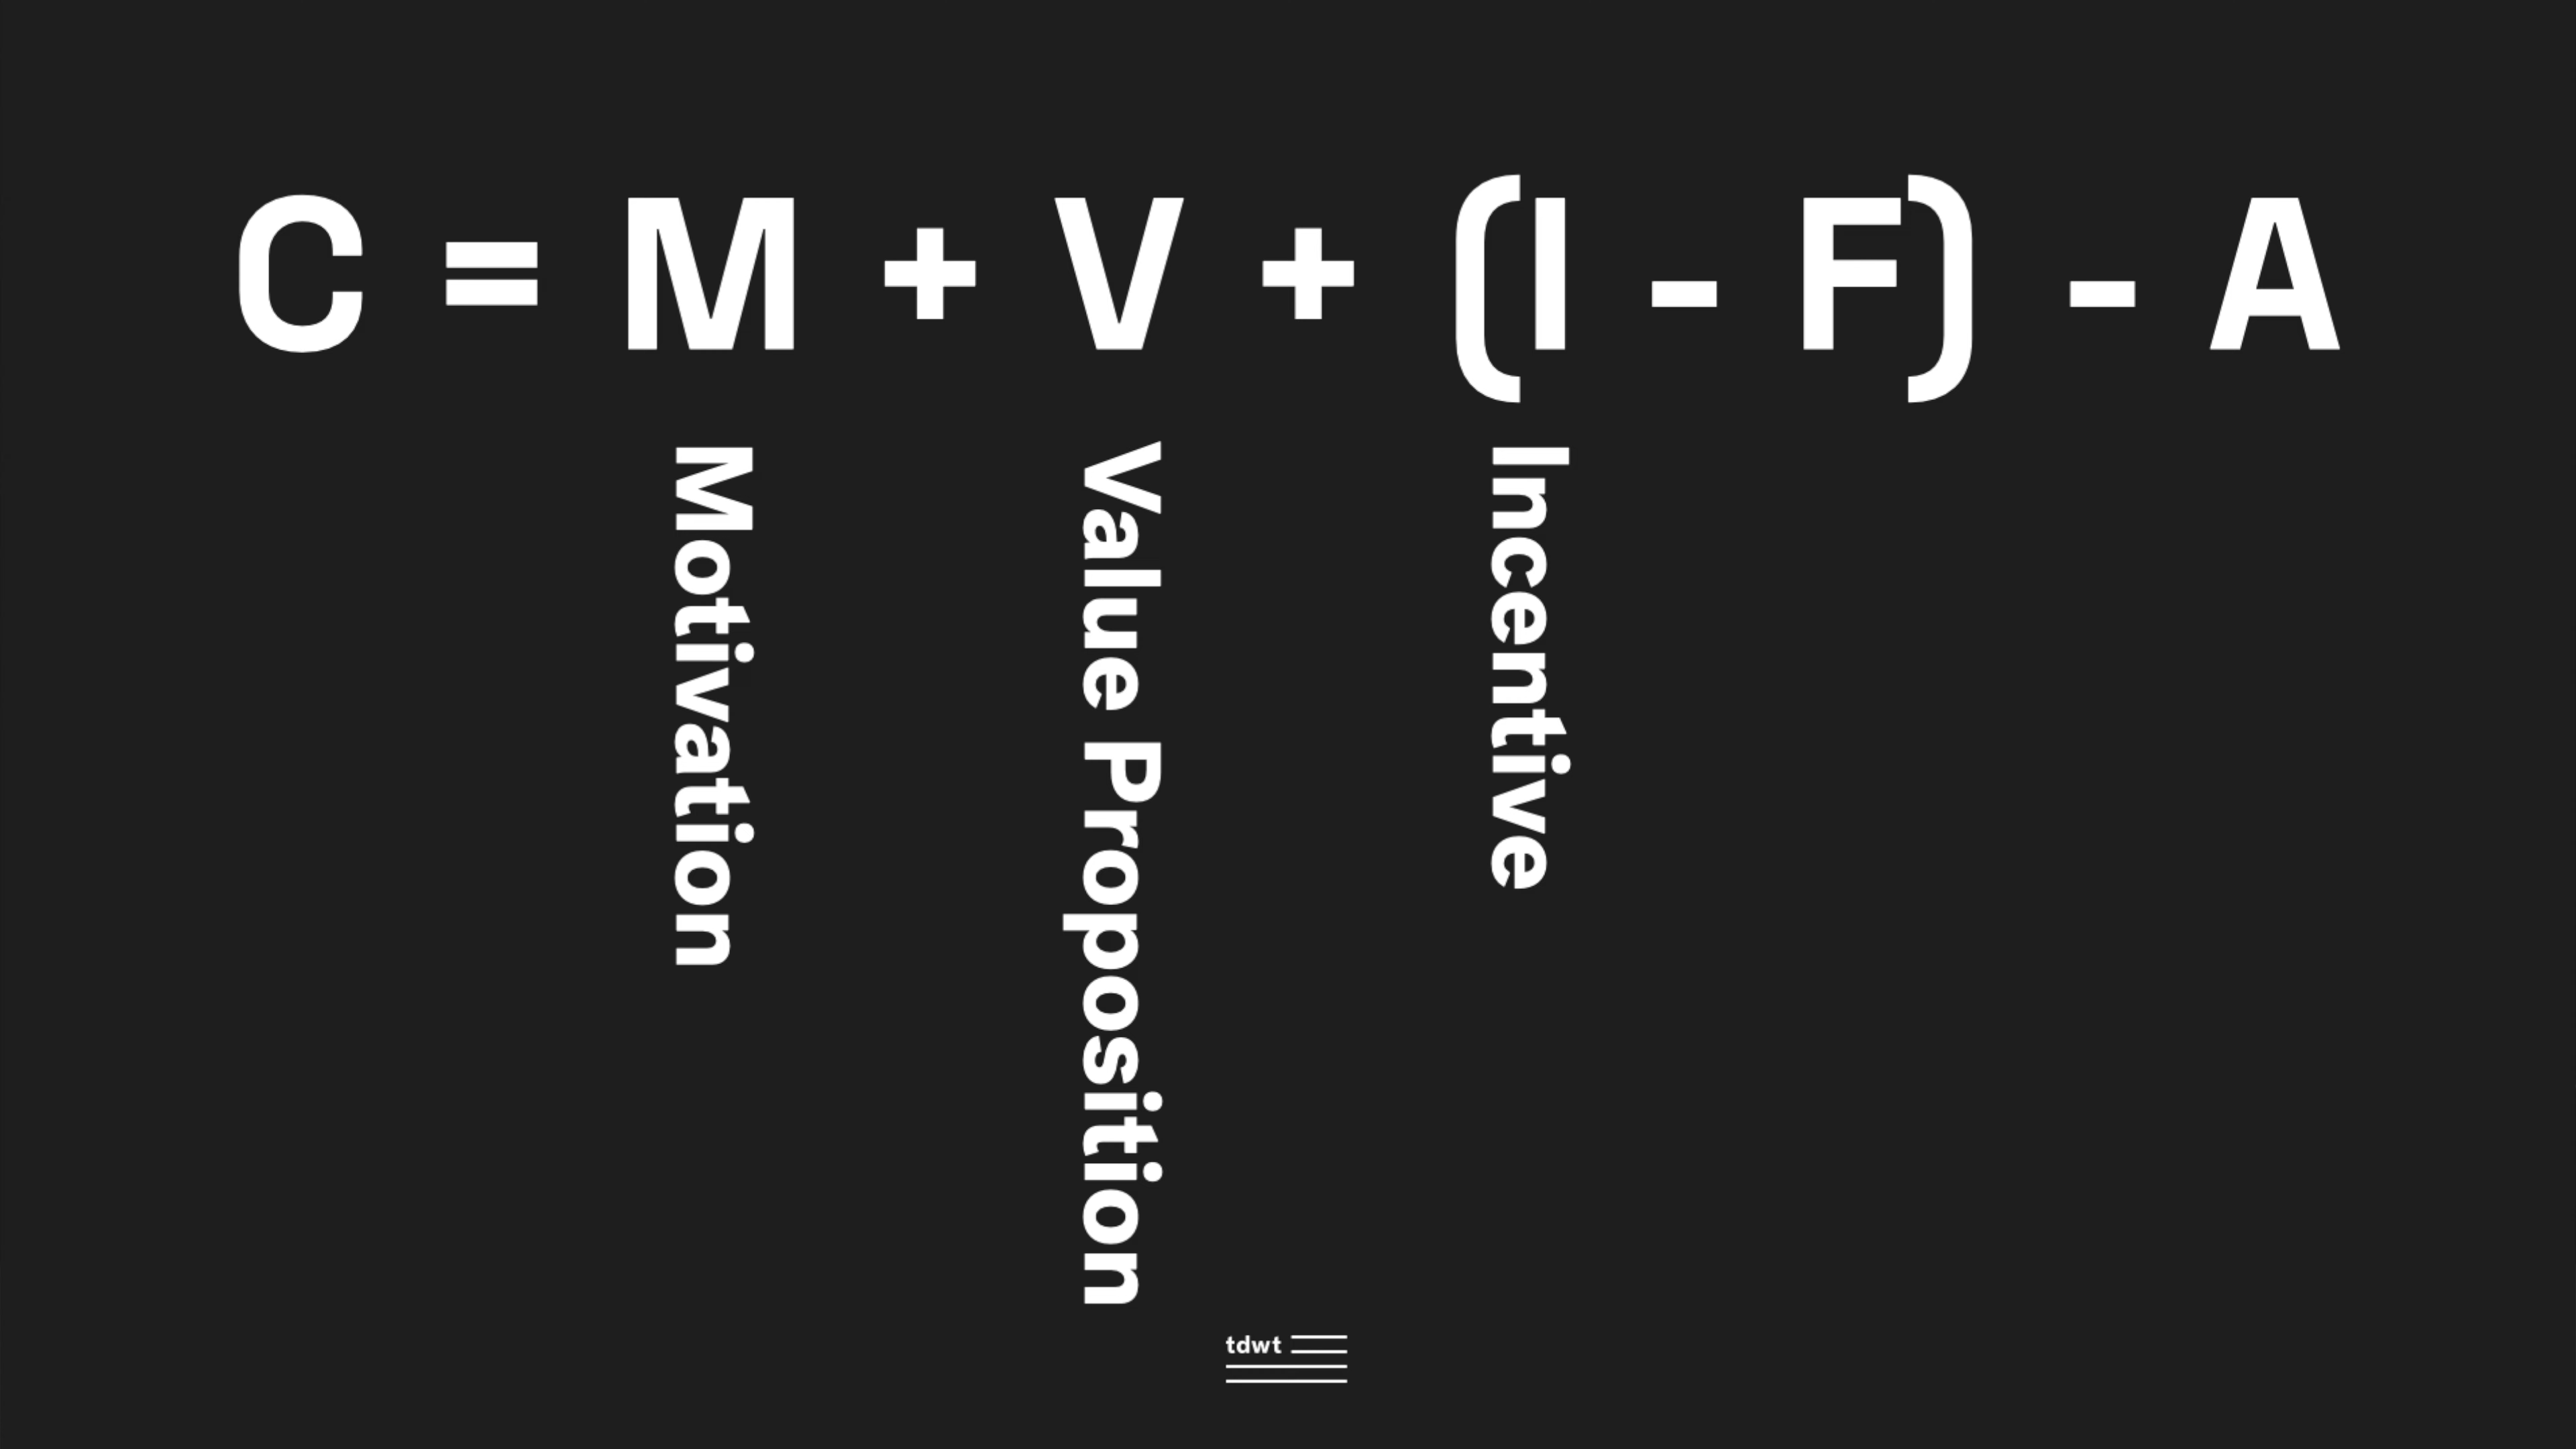 C = M + V + (I - F) - A
Motivation
Value Proposition
Incentive
tdwt